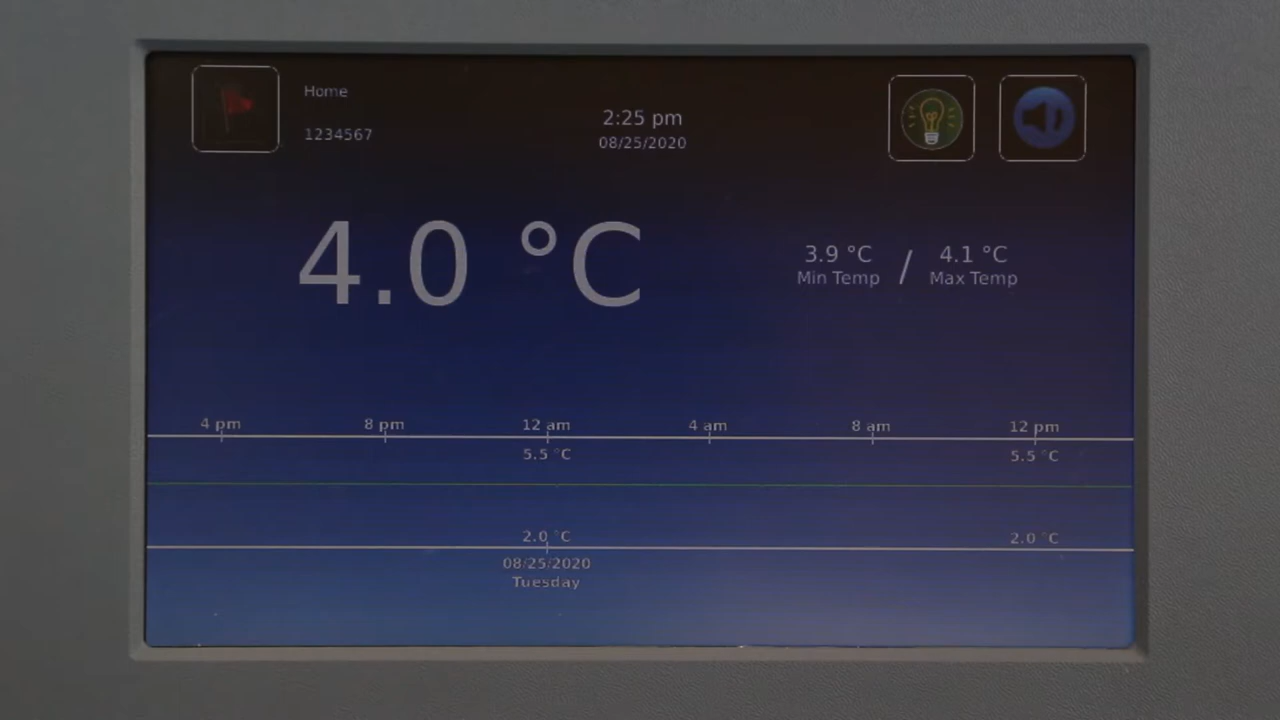 Home
1234567
2:25 pm
08/25/2020
4.0 °C
3.9 °C / 4.1 °C
Min Temp Max Temp
4 pm 8 pm 12 am 4 am 8 am 12 pm
5.5 °C 5.5 °C
2.0 °C 2.0 °C
08/25/2020
Tuesday